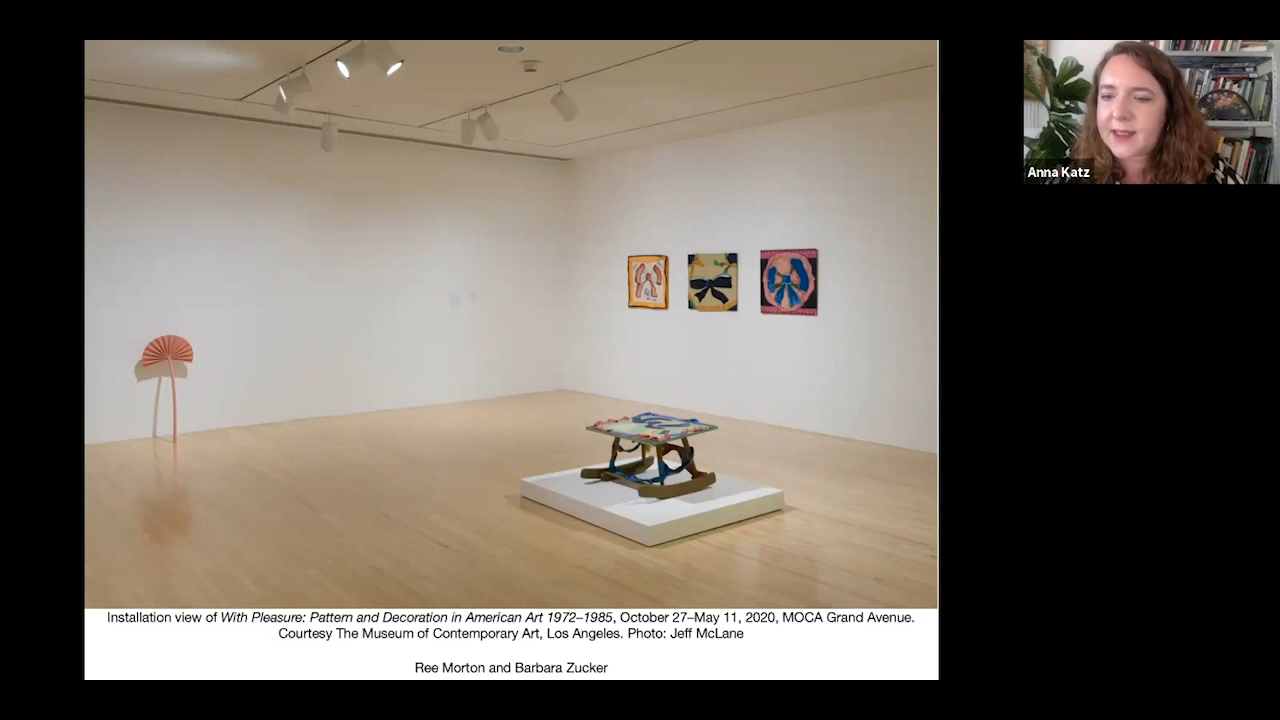 Anna Katz
Installation view of With Pleasure: Pattern and Decoration in American Art 1972–1985, October 27–May 11, 2020, MOCA Grand Avenue.
Courtesy The Museum of Contemporary Art, Los Angeles. Photo: Jeff McLane
Ree Morton and Barbara Zucker